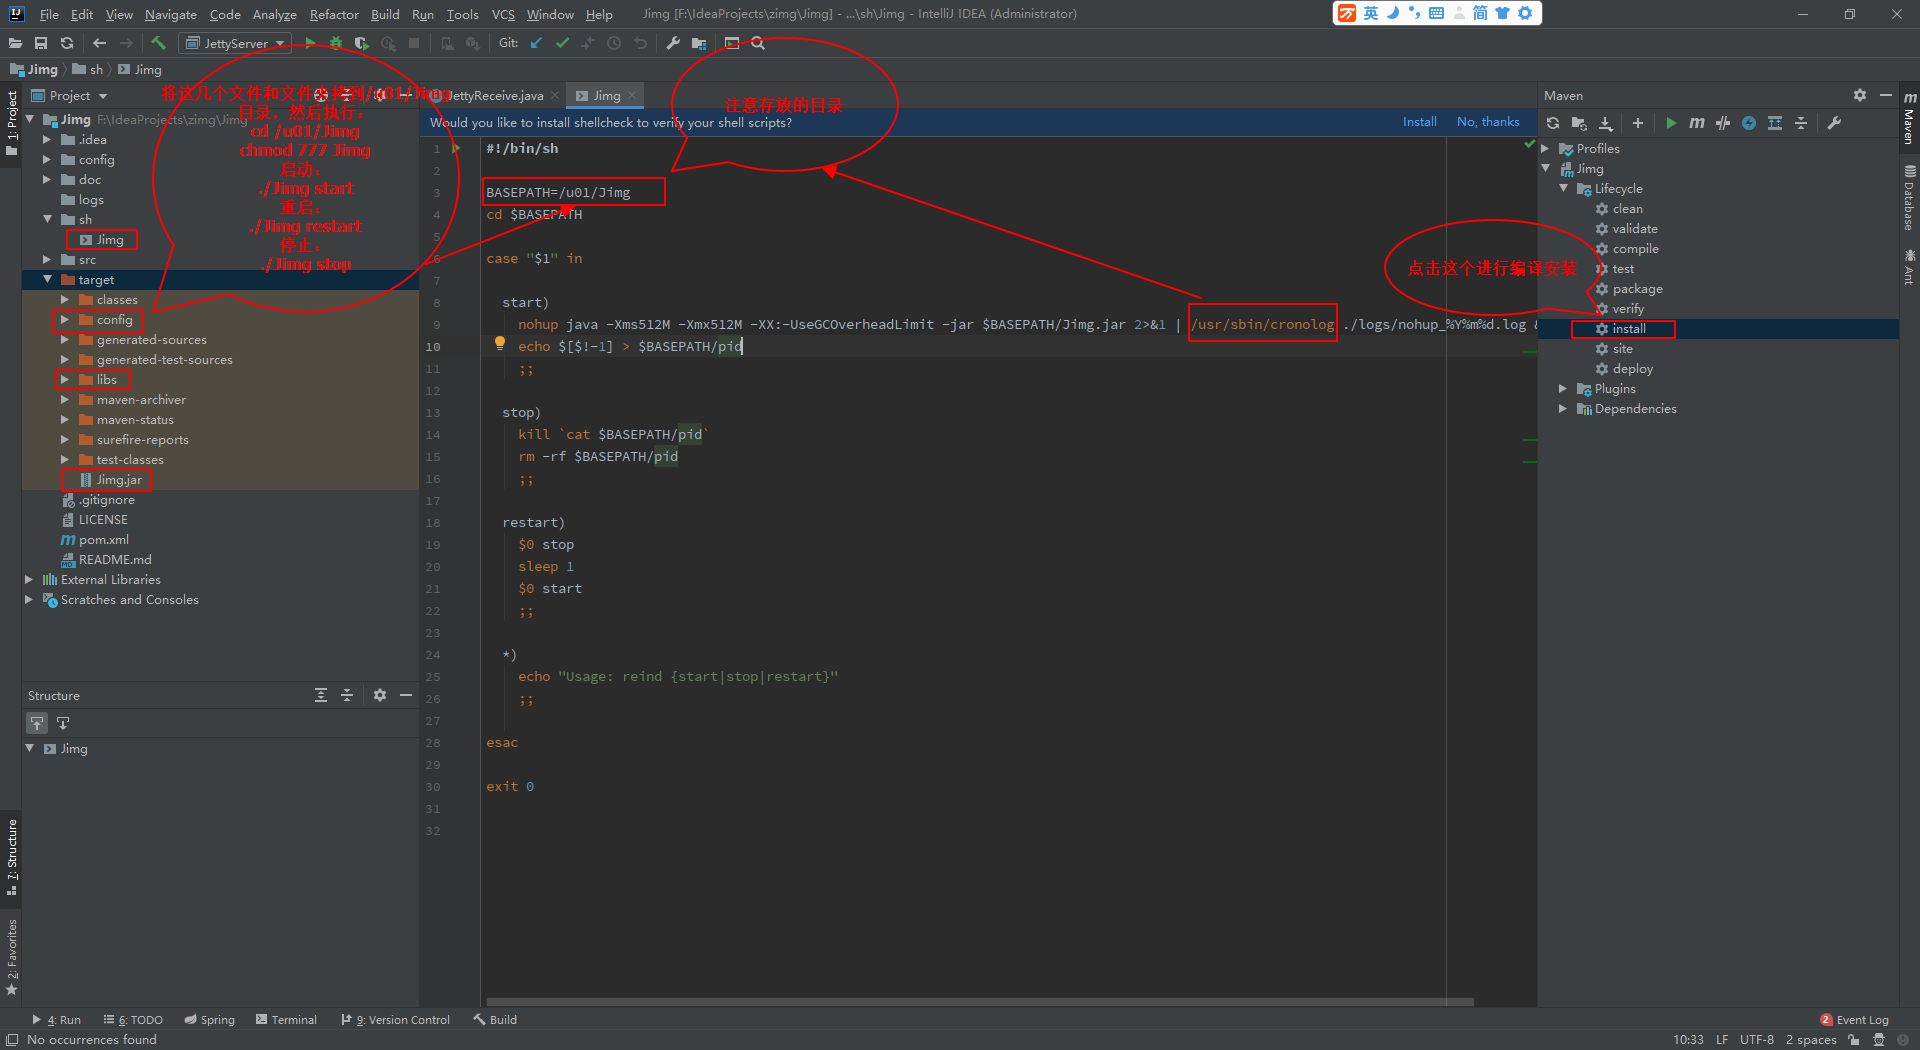 File Edit View Navigate Code Analyze Refactor Build Run Tools VCS Window Help Jimg [F:\IdeaProjects\zimg\Jimg] - ...\sh\Jimg - IntelliJ IDEA (Administrator)
英 简
JettyServer Git:
Jimg sh Jimg
1: Project
Project
Jimg F:\IdeaProjects\zimg\Jimg
.idea
config
doc
logs
sh
Jimg
src
target
classes
config
generated-sources
generated-test-sources
libs
maven-archiver
maven-status
surefire-reports
test-classes
Jimg.jar
.gitignore
LICENSE
pom.xml
README.md
External Libraries
Scratches and Consoles
将这几个文件和文件夹拷到/u01/Jimg
目录，然后执行：
cd /u01/Jimg
chmod 777 Jimg
启动：
./Jimg start
重启：
./Jimg restart
停止：
./Jimg stop
Structure
Jimg
7: Structure
2: Favorites
JettyReceive.java Jimg
Would you like to install shellcheck to verify your shell scripts? Install No, thanks
注意存放的目录
1 #!/bin/sh
2
3 BASEPATH=/u01/Jimg
4 cd $BASEPATH
5
6 case "$1" in
7
8 start)
9 nohup java -Xms512M -Xmx512M -XX:-UseGCOverheadLimit -jar $BASEPATH/Jimg.jar 2>&1 | /usr/sbin/cronolog ./logs/nohup_%Y%m%d.log &
10 echo $[$!-1] > $BASEPATH/pid
11 ;;
12
13 stop)
14 kill `cat $BASEPATH/pid`
15 rm -rf $BASEPATH/pid
16 ;;
17
18 restart)
19 $0 stop
20 sleep 1
21 $0 start
22 ;;
23
24 *)
25 echo "Usage: reind {start|stop|restart}"
26 ;;
27
28 esac
29
30 exit 0
31
32
Maven
Profiles
Jimg
Lifecycle
clean
validate
compile
test
package
verify
install
site
deploy
Plugins
Dependencies
点击这个进行编译安装
Maven
Database
Ant
4: Run 6: TODO Spring Terminal 9: Version Control Build 2 Event Log
No occurrences found 10:33 LF UTF-8 2 spaces